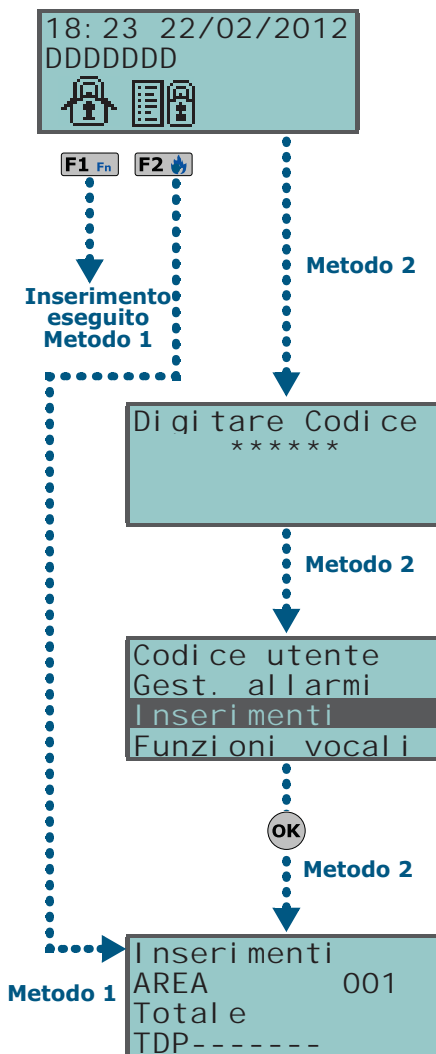 18:23 22/02/2012
DDDDDDD
F1 Fn F2
Metodo 2
Inserimento
eseguito
Metodo 1
Digitare Codice
******
Metodo 2
Codice utente
Gest. allarmi
Inserimenti
Funzioni vocali
OK
Metodo 2
Metodo 1
Inserimenti
AREA 001
Totale
TDP-------